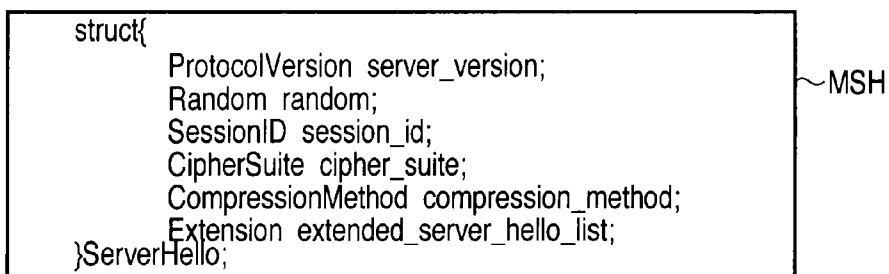 struct{
ProtocolVersion server_version;
Random random;
SessionID session_id;
CipherSuite cipher_suite;
CompressionMethod compression_method;
Extension extended_server_hello_list;
}ServerHello;
~MSH